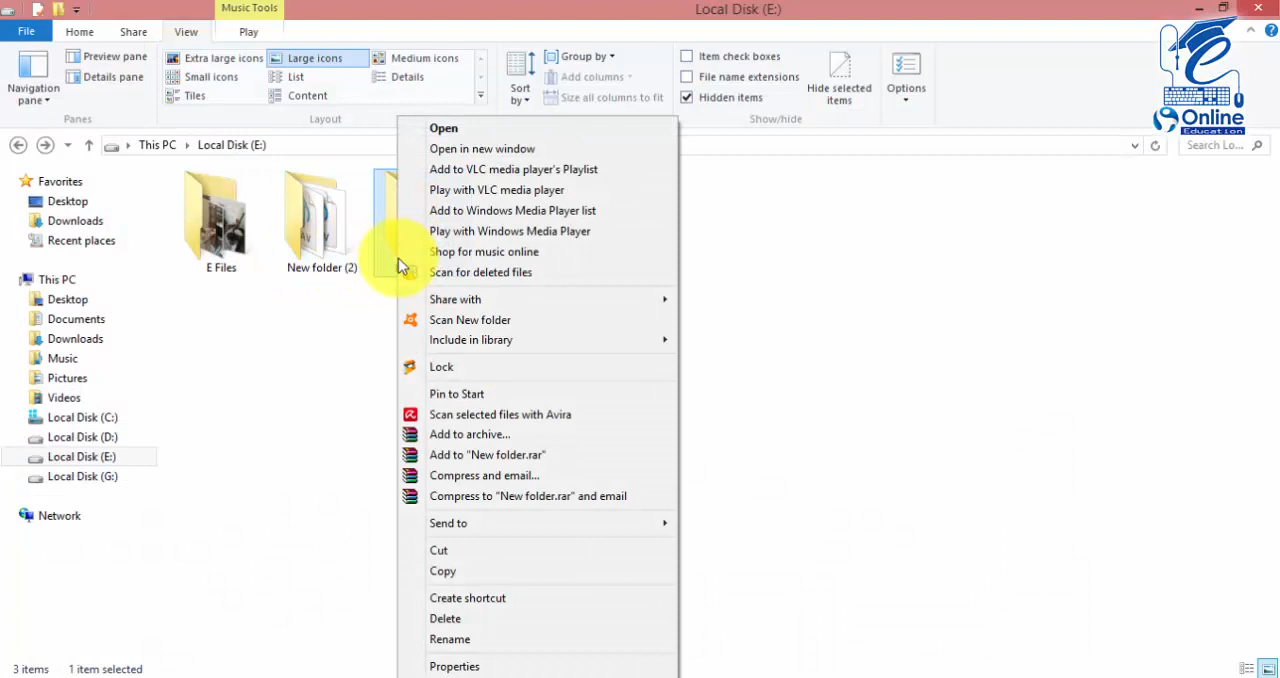 Music Tools
Local Disk (E:)
File Home Share View Play
Navigation pane
Preview pane
Details pane
Panes
Extra large icons Large icons Medium icons
Small icons List Details
Tiles Content
Layout
Sort by
Group by
Add columns
Size all columns to fit
Item check boxes
File name extensions
Hidden items
Hide selected items
Show/hide
Options
e
Online
Education
This PC Local Disk (E:)
Search Lo...
Favorites
Desktop
Downloads
Recent places
This PC
Desktop
Documents
Downloads
Music
Pictures
Videos
Local Disk (C:)
Local Disk (D:)
Local Disk (E:)
Local Disk (G:)
Network
E Files
New folder (2)
Open
Open in new window
Add to VLC media player's Playlist
Play with VLC media player
Add to Windows Media Player list
Play with Windows Media Player
Shop for music online
Scan for deleted files
Share with
Scan New folder
Include in library
Lock
Pin to Start
Scan selected files with Avira
Add to archive...
Add to "New folder.rar"
Compress and email...
Compress to "New folder.rar" and email
Send to
Cut
Copy
Create shortcut
Delete
Rename
Properties
3 items 1 item selected